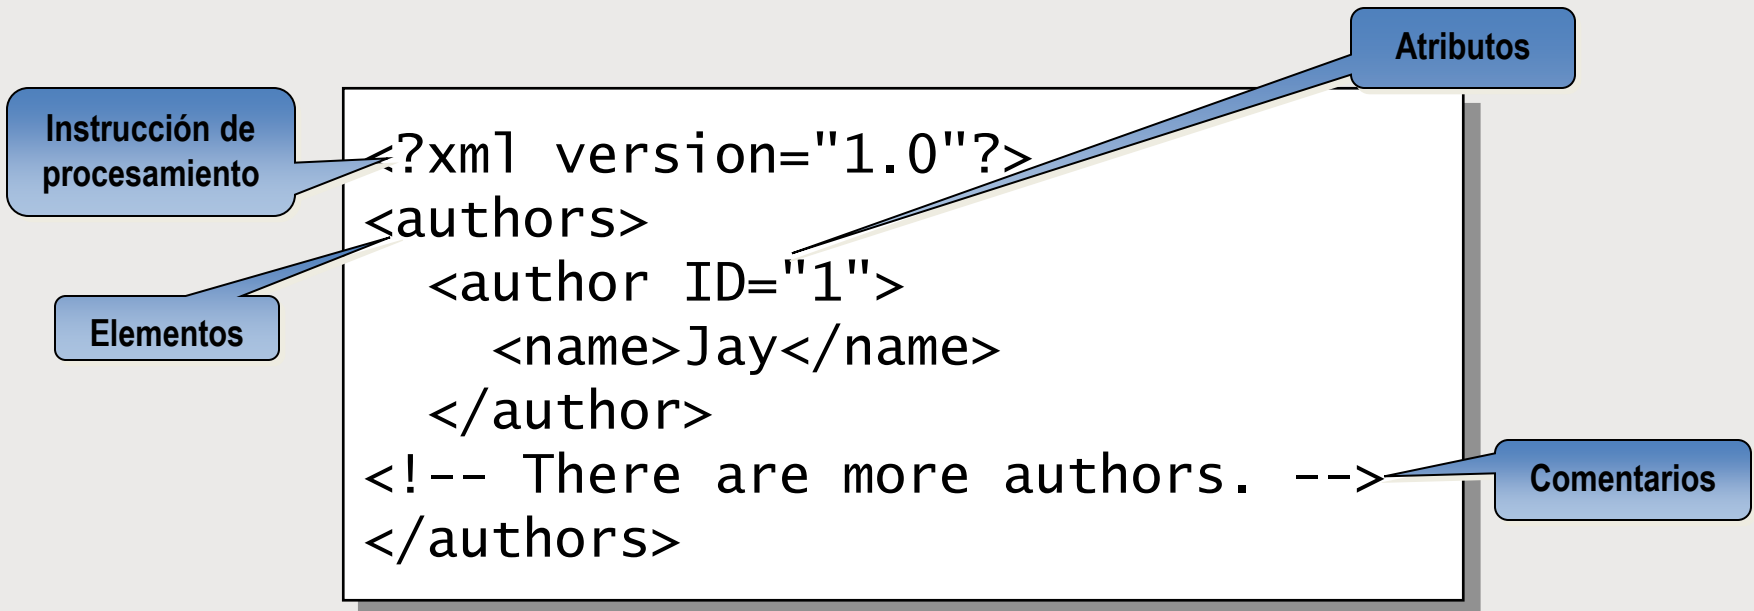 Atributos
Instrucción de
procesamiento
<?xml version="1.0"?>
<authors>
<author ID="1">
Elementos
<name>Jay</name>
</author>
<!-- There are more authors. -->
Comentarios
</authors>